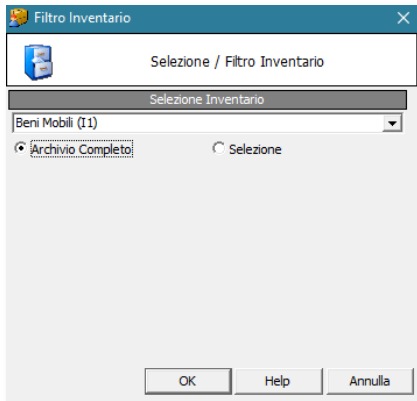 Filtro Inventario
Selezione / Filtro Inventario
Selezione Inventario
Beni Mobili (I1)
Archivio Completo Selezione
OK Help Annulla